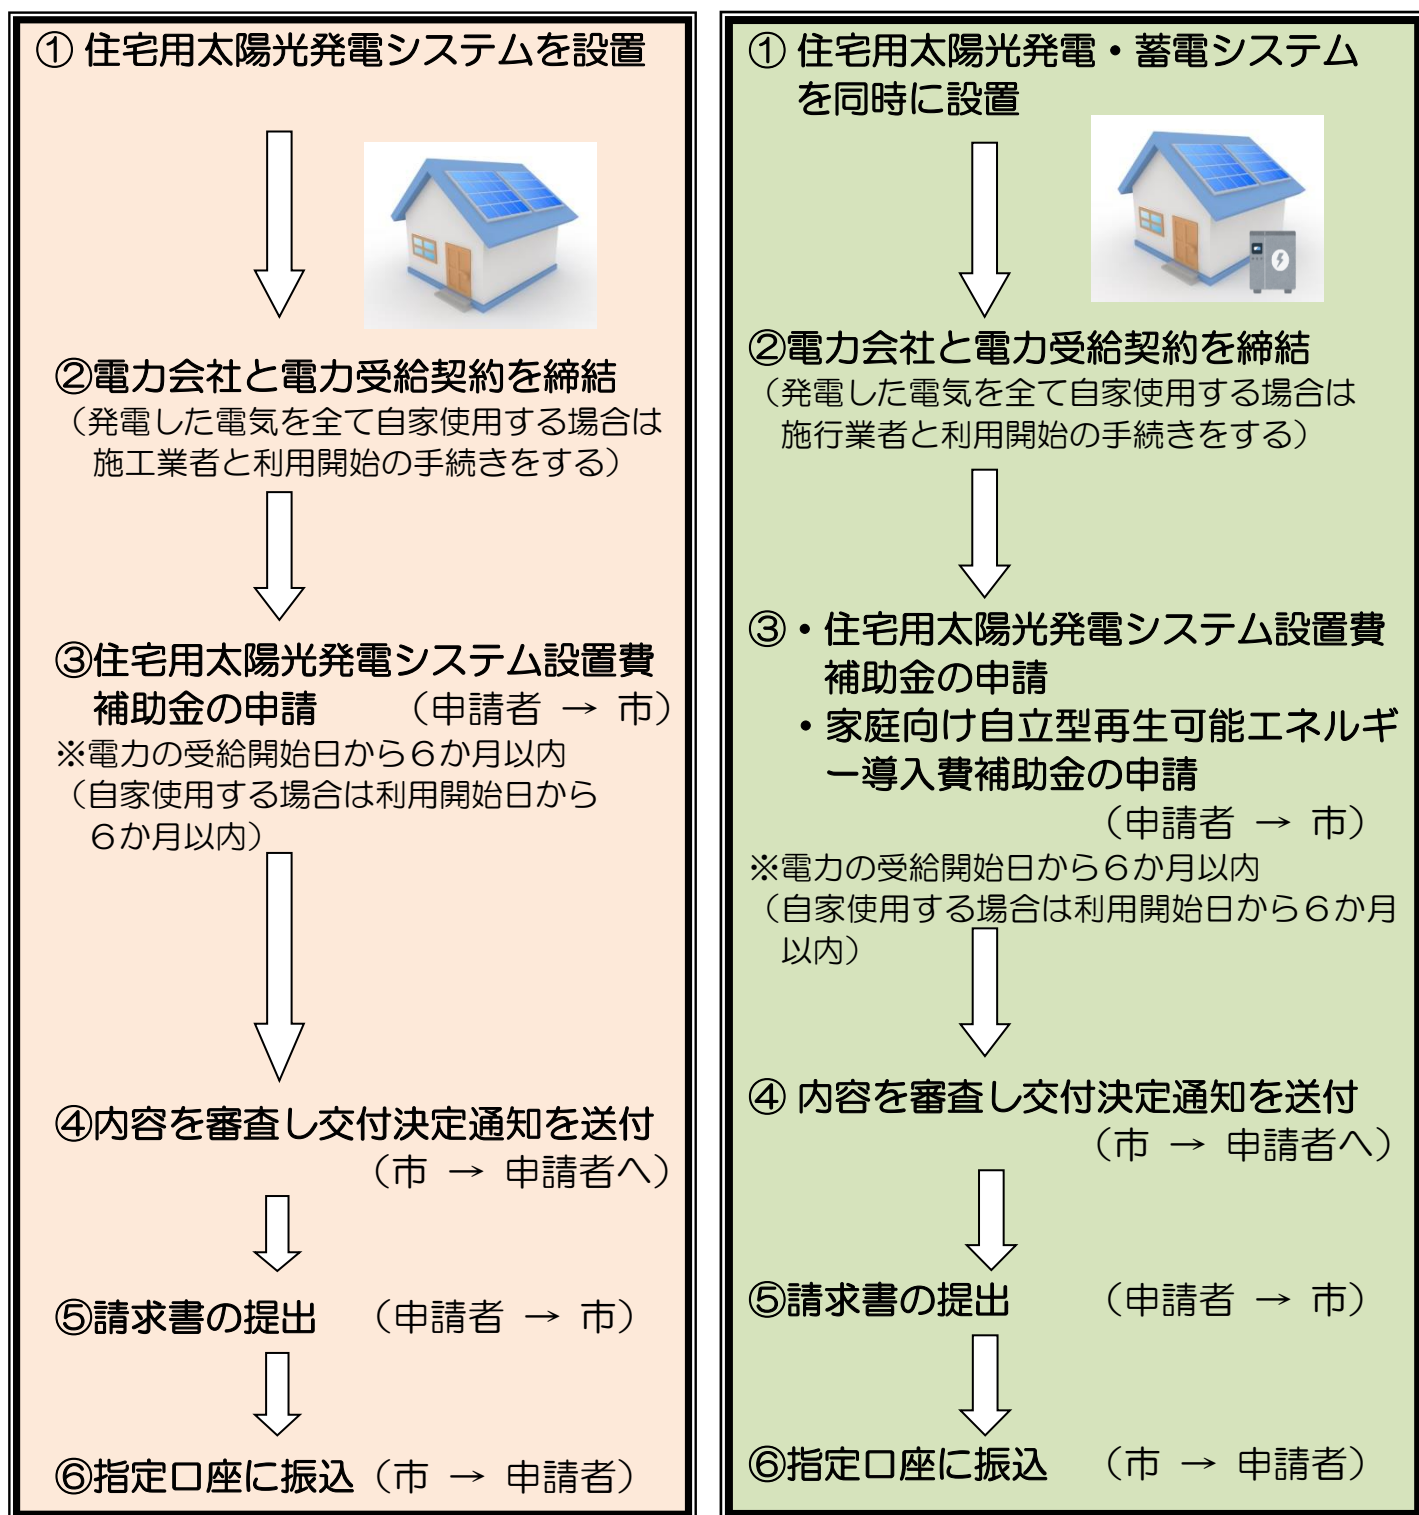 ① 住宅用太陽光発電システムを設置
②電力会社と電力受給契約を締結
（発電した電気を全て自家使用する場合は
施工業者と利用開始の手続きをする）
③住宅用太陽光発電システム設置費
補助金の申請　　（申請者 → 市）
※電力の受給開始日から６か月以内
（自家使用する場合は利用開始日から
６か月以内）
④内容を審査し交付決定通知を送付
（市 → 申請者へ）
⑤請求書の提出　（申請者 → 市）
⑥指定口座に振込（市 → 申請者）
① 住宅用太陽光発電・蓄電システム
を同時に設置
②電力会社と電力受給契約を締結
（発電した電気を全て自家使用する場合は
施行業者と利用開始の手続きをする）
③・住宅用太陽光発電システム設置費
補助金の申請
・家庭向け自立型再生可能エネルギ
ー導入費補助金の申請
（申請者 → 市）
※電力の受給開始日から６か月以内
（自家使用する場合は利用開始日から６か月
以内）
④ 内容を審査し交付決定通知を送付
（市 → 申請者へ）
⑤請求書の提出　　（申請者 → 市）
⑥指定口座に振込　（市 → 申請者）